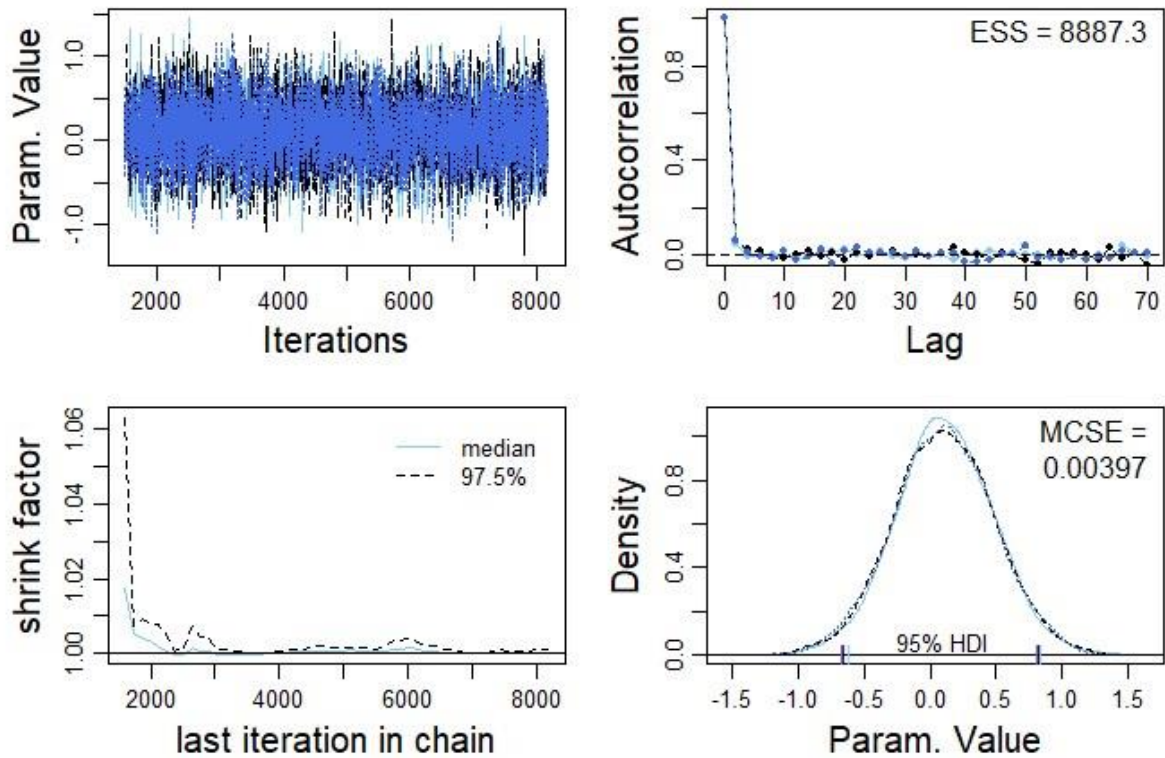 Param. Value
1.0
0.0
-1.0
2000 4000 6000 8000
Iterations
ESS = 8887.3
Autocorrelation
0.8
0.4
0.0
0 10 20 30 40 50 60 70
Lag
shrink factor
1.06
1.04
1.02
1.00
median
97.5%
2000 4000 6000 8000
last iteration in chain
MCSE =
0.00397
Density
0.8
0.4
0.0
95% HDI
-1.5 -1.0 -0.5 0.0 0.5 1.0 1.5
Param. Value